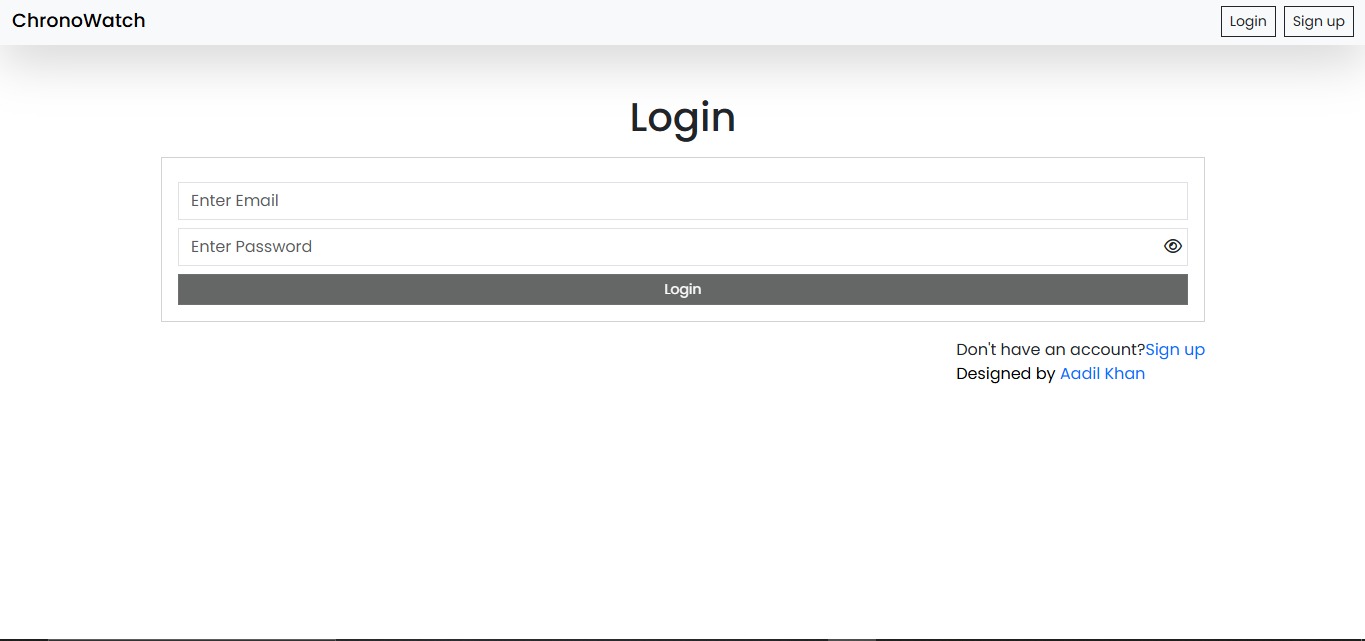 ChronoWatch Login Sign up
Login
Enter Email
Enter Password
Login
Don't have an account?Sign up
Designed by Aadil Khan